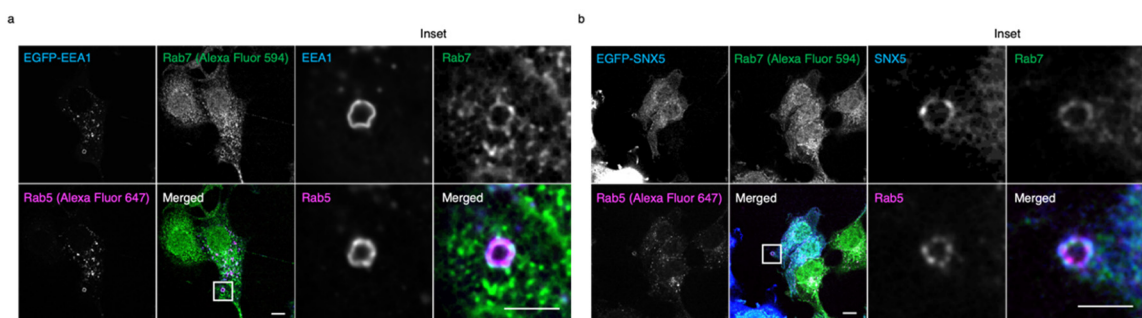 a
b
Inset
Inset
EGFP-EEA1
Rab7 (Alexa Fluor 594)
EEA1
Rab7
EGFP-SNX5
Rab7 (Alexa Fluor 594)
SNX5
Rab7
Rab5 (Alexa Fluor 647)
Merged
Rab5
Merged
Rab5 (Alexa Fluor 647)
Merged
Rab5
Merged